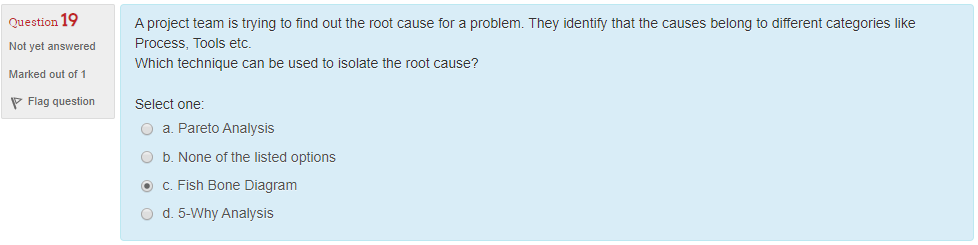 Question 19
Not yet answered
Marked out of 1
Flag question
A project team is trying to find out the root cause for a problem. They identify that the causes belong to different categories like
Process, Tools etc.
Which technique can be used to isolate the root cause?
Select one:
a. Pareto Analysis
b. None of the listed options
c. Fish Bone Diagram
d. 5-Why Analysis